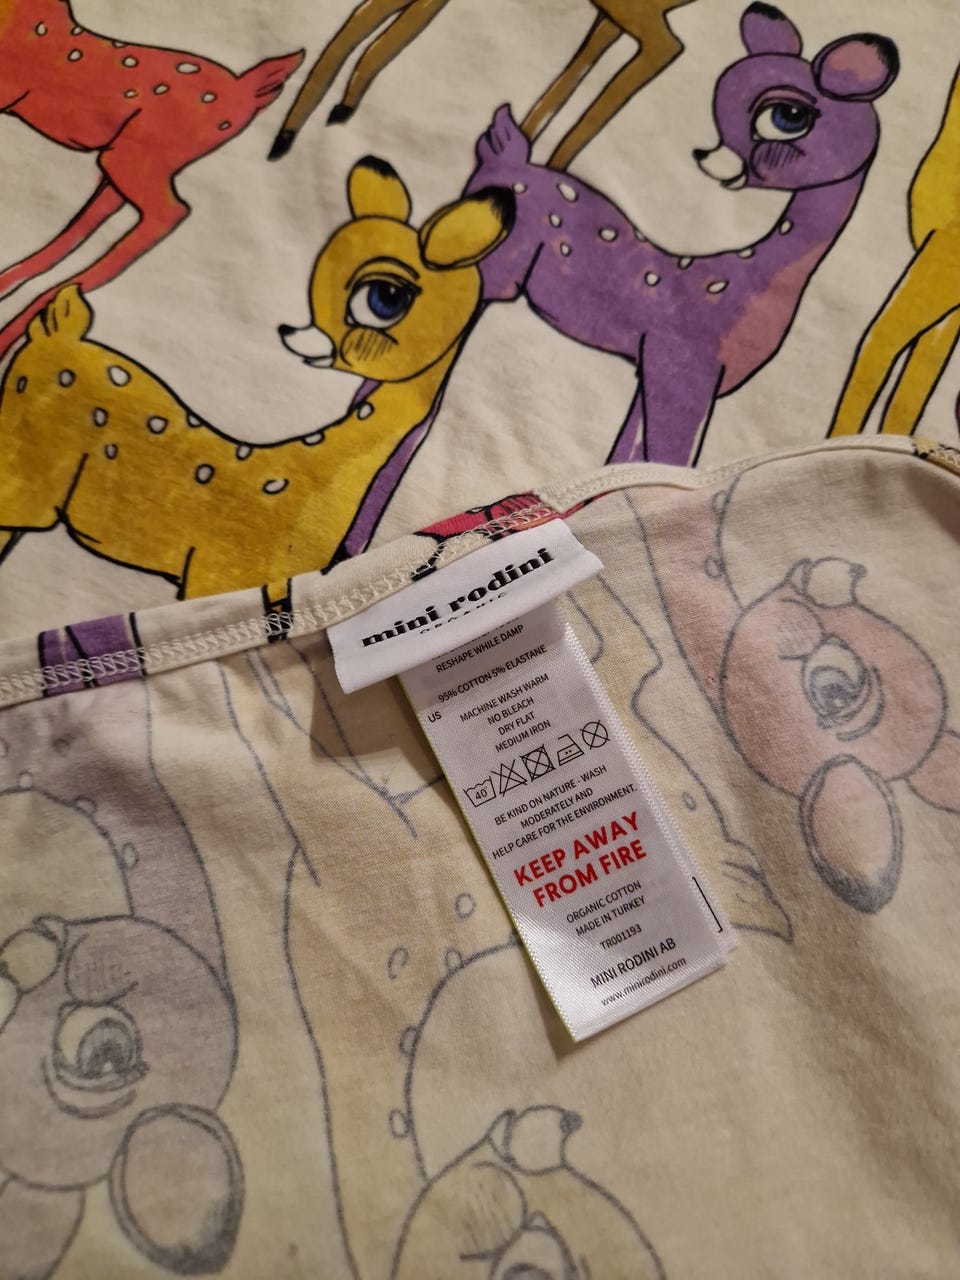 mini rodini
ORGANIC
RESHAPE WHILE DAMP
95% COTTON 5% ELASTANE
US
MACHINE WASH WARM
NO BLEACH
DRY FLAT
MEDIUM IRON
40
BE KIND ON NATURE - WASH
MODERATELY AND
HELP CARE FOR THE ENVIRONMENT.
KEEP AWAY
FROM FIRE
ORGANIC COTTON
MADE IN TURKEY
TR001193
MINI RODINI AB
www.minirodini.com